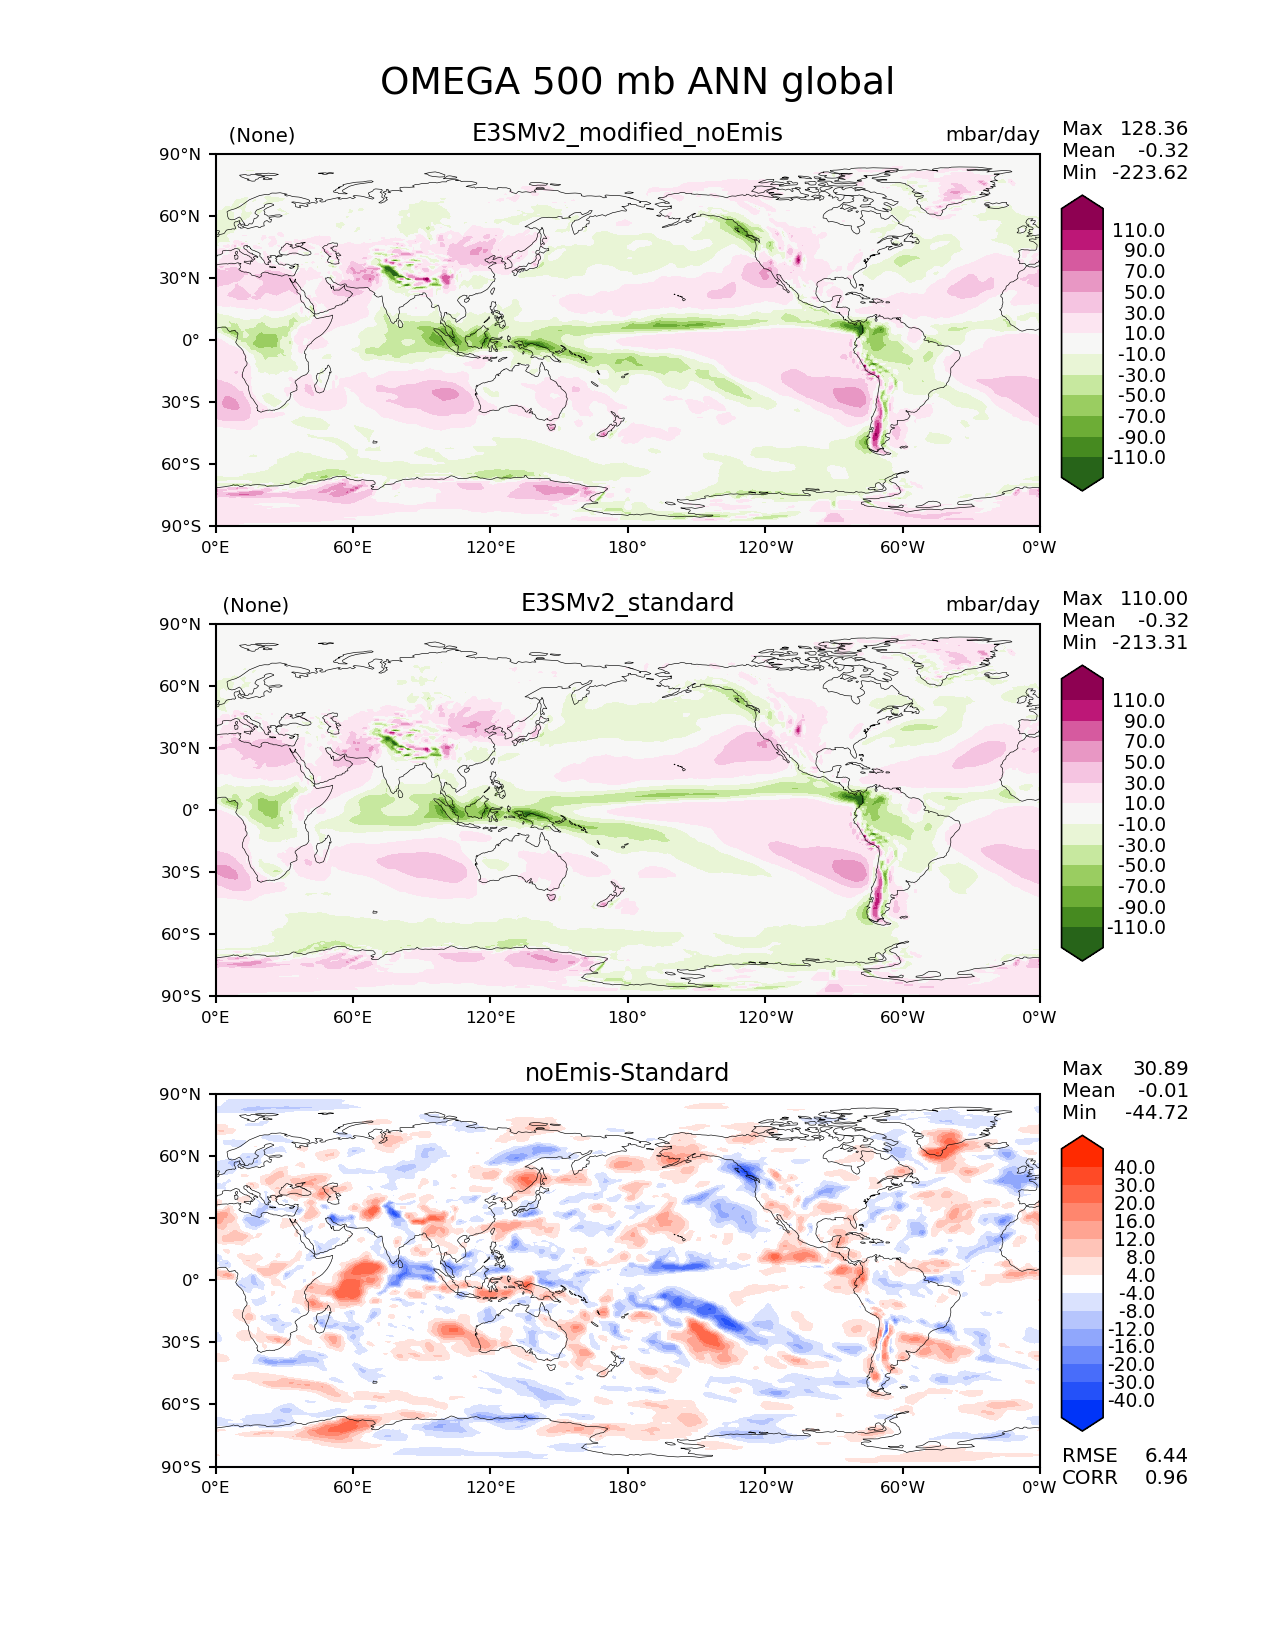 OMEGA 500 mb ANN global
(None) E3SMv2_modified_noEmis mbar/day
Max 128.36
Mean -0.32
Min -223.62
90°N
60°N
30°N
0°
30°S
60°S
90°S
0°E 60°E 120°E 180° 120°W 60°W 0°W
110.0
90.0
70.0
50.0
30.0
10.0
-10.0
-30.0
-50.0
-70.0
-90.0
-110.0
(None) E3SMv2_standard mbar/day
Max 110.00
Mean -0.32
Min -213.31
90°N
60°N
30°N
0°
30°S
60°S
90°S
0°E 60°E 120°E 180° 120°W 60°W 0°W
110.0
90.0
70.0
50.0
30.0
10.0
-10.0
-30.0
-50.0
-70.0
-90.0
-110.0
noEmis-Standard
Max 30.89
Mean -0.01
Min -44.72
90°N
60°N
30°N
0°
30°S
60°S
90°S
0°E 60°E 120°E 180° 120°W 60°W 0°W
40.0
30.0
20.0
16.0
12.0
8.0
4.0
-4.0
-8.0
-12.0
-16.0
-20.0
-30.0
-40.0
RMSE 6.44
CORR 0.96